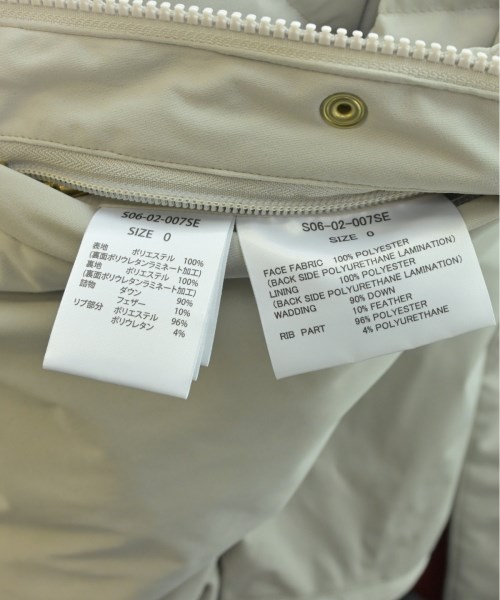 S06-02-007SE
SIZE 0
表地 ポリエステル 100%
(裏面ポリウレタンラミネート加工)
裏地 ポリエステル 100%
(裏面ポリウレタンラミネート加工)
詰物 ダウン 90%
フェザー 10%
リブ部分 ポリエステル 96%
ポリウレタン 4%
S06-02-007SE
SIZE 0
FACE FABRIC 100% POLYESTER
(BACK SIDE POLYURETHANE LAMINATION)
LINING 100% POLYESTER
(BACK SIDE POLYURETHANE LAMINATION)
WADDING 90% DOWN
10% FEATHER
RIB PART 96% POLYESTER
4% POLYURETHANE